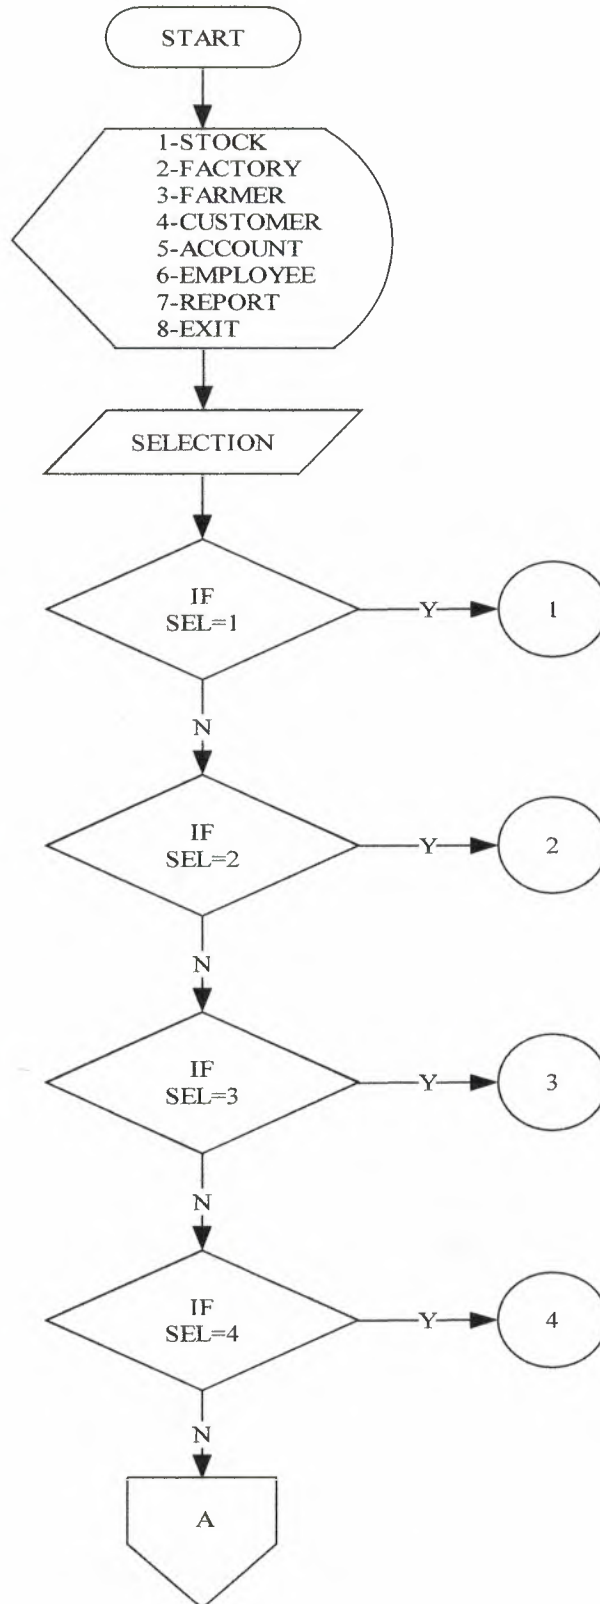 START
1-STOCK
2-FACTORY
3-FARMER
4-CUSTOMER
5-ACCOUNT
6-EMPLOYEE
7-REPORT
8-EXIT
SELECTION
IF
SEL=1
Y
1
N
IF
SEL=2
Y
2
N
IF
SEL=3
Y
3
N
IF
SEL=4
Y
4
N
A